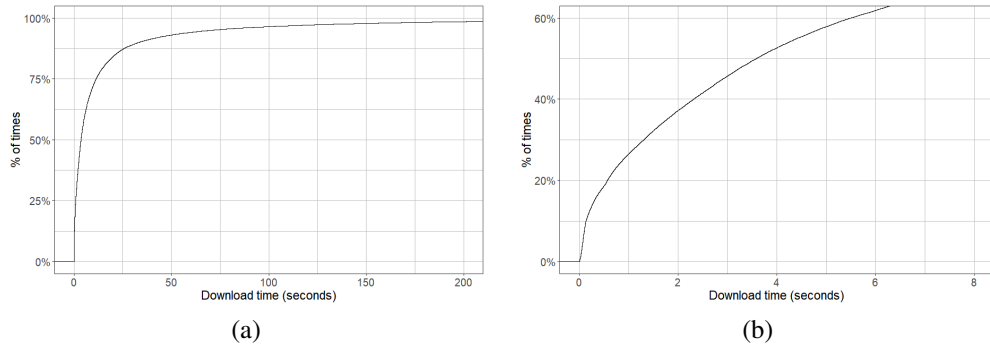 100%
75%
50%
25%
0%
% of times
0 50 100 150 200
Download time (seconds)
(a)
60%
40%
20%
0%
% of times
0 2 4 6 8
Download time (seconds)
(b)